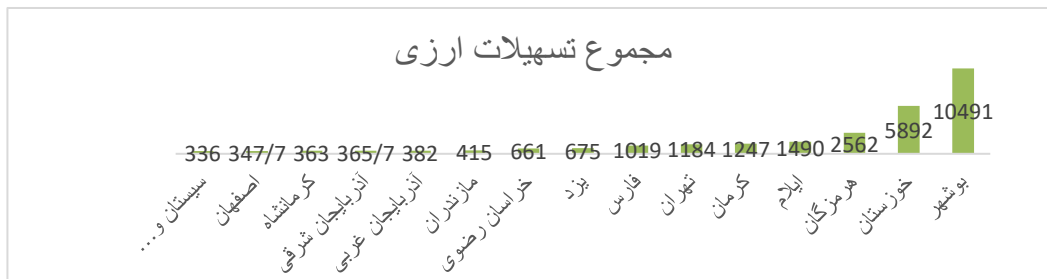 مجموع تسهیلات ارزی
336 347/7 363 365/7 382 415 661 675 1019 1184 1247 1490 2562 5892 10491
سیستان و...
اصفهان
کرمانشاه
آذربایجان شرقی
آذربایجان غربی
مازندران
خراسان رضوی
یزد
فارس
تهران
کرمان
ایلام
هرمزگان
خوزستان
بوشهر